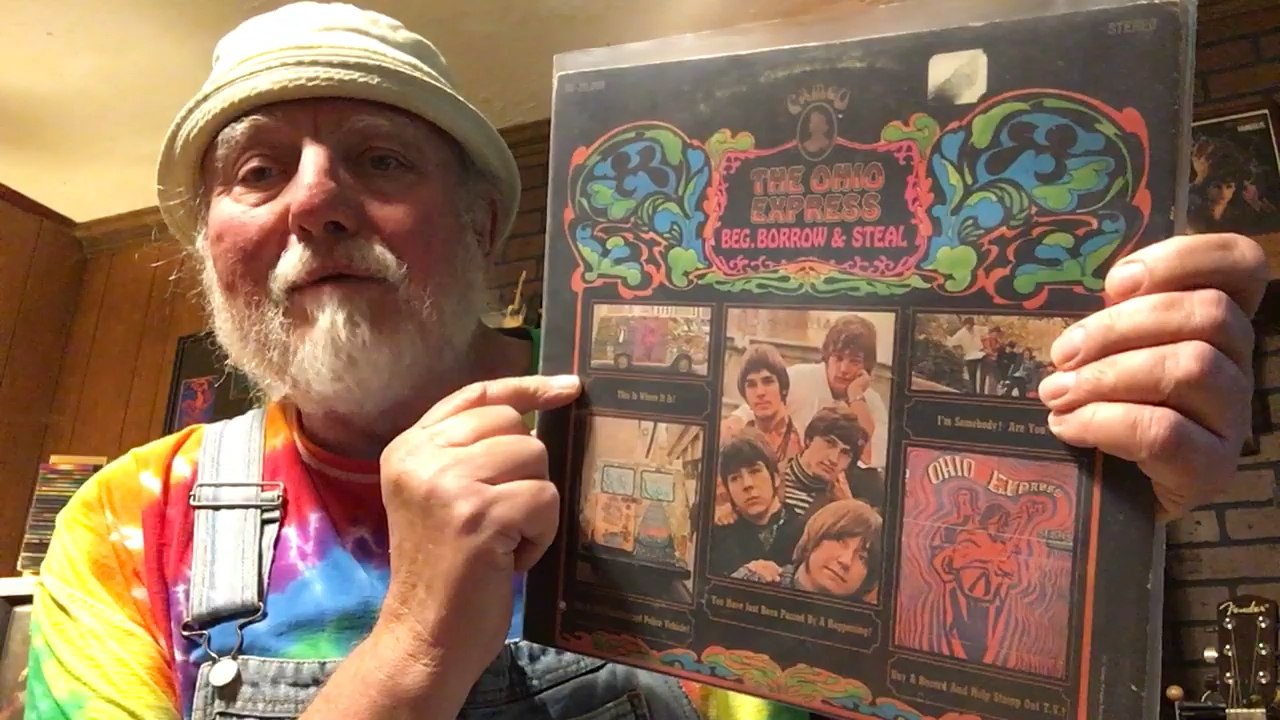 STEREO
CAMEO
THE OHIO
EXPRESS
BEG, BORROW & STEAL
This Is Where It Is!
I'm Somebody! Are You
OHIO EXPRESS
You Have Just Been Passed By A Happening!
Police Vehicle!
Buy A Record And Help Stamp Out T.V.!
Fender